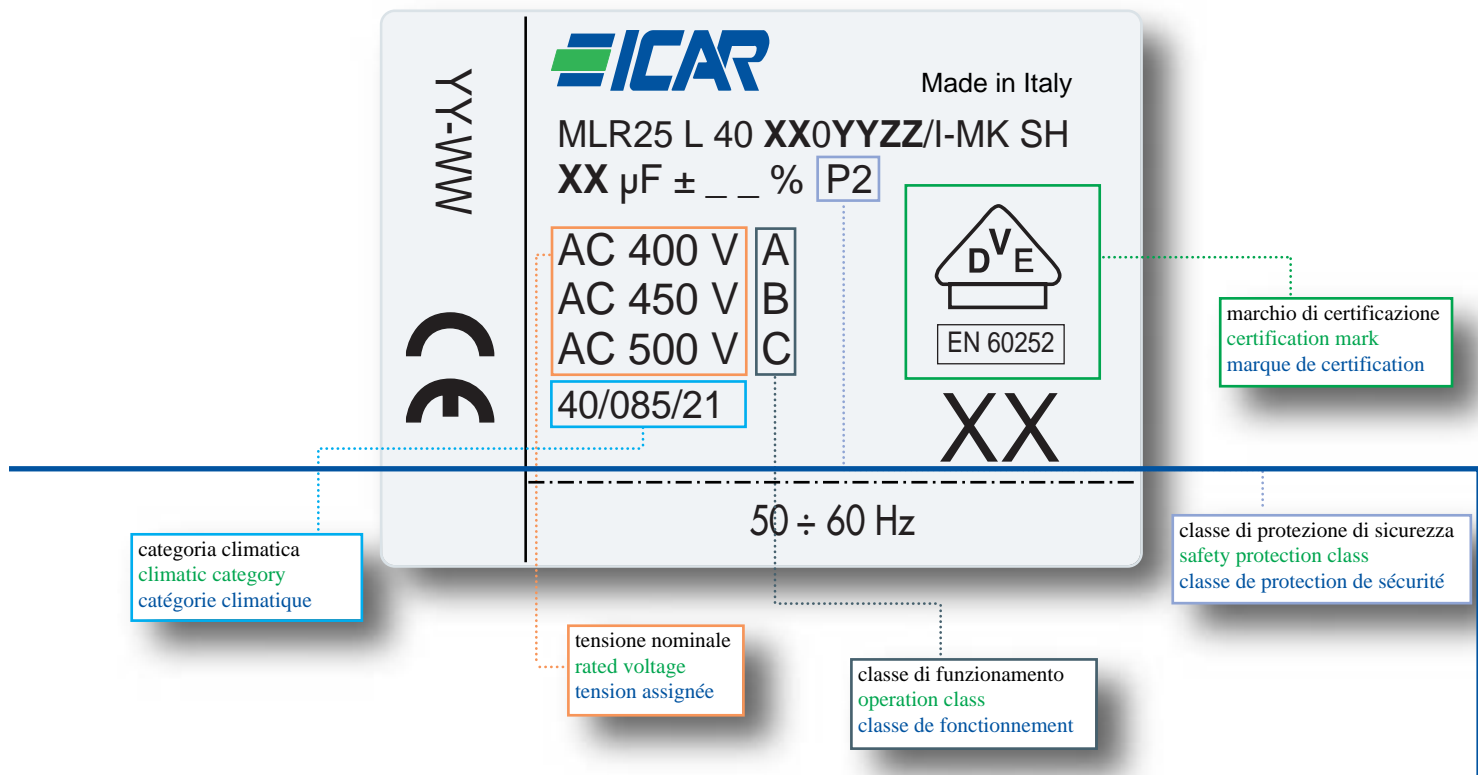 ICAR
Made in Italy
YY-WW
MLR25 L 40 XX0YYZZ/I-MK SH
XX µF ± _ _ % P2
AC 400 V A
AC 450 V B
AC 500 V C
40/085/21
D V E
EN 60252
XX
CE
50 ÷ 60 Hz
marchio di certificazione
certification mark
marque de certification
categoria climatica
climatic category
catégorie climatique
tensione nominale
rated voltage
tension assignée
classe di funzionamento
operation class
classe de fonctionnement
classe di protezione di sicurezza
safety protection class
classe de protection de sécurité